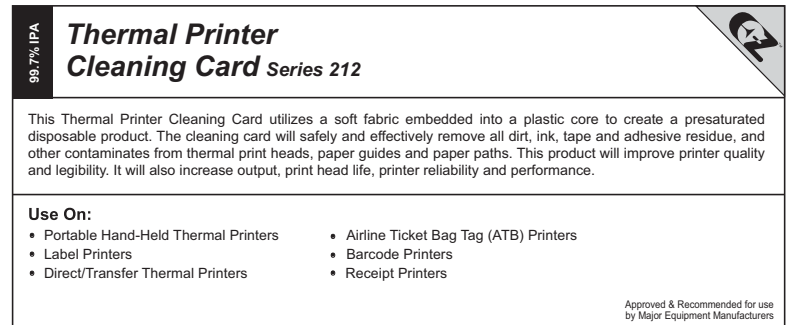 99.7% IPA
Thermal Printer
Cleaning Card Series 212
This Thermal Printer Cleaning Card utilizes a soft fabric embedded into a plastic core to create a presaturated
disposable product. The cleaning card will safely and effectively remove all dirt, ink, tape and adhesive residue, and
other contaminates from thermal print heads, paper guides and paper paths. This product will improve printer quality
and legibility. It will also increase output, print head life, printer reliability and performance.
Use On:
• Portable Hand-Held Thermal Printers
• Label Printers
• Direct/Transfer Thermal Printers
• Airline Ticket Bag Tag (ATB) Printers
• Barcode Printers
• Receipt Printers
Approved & Recommended for use
by Major Equipment Manufacturers